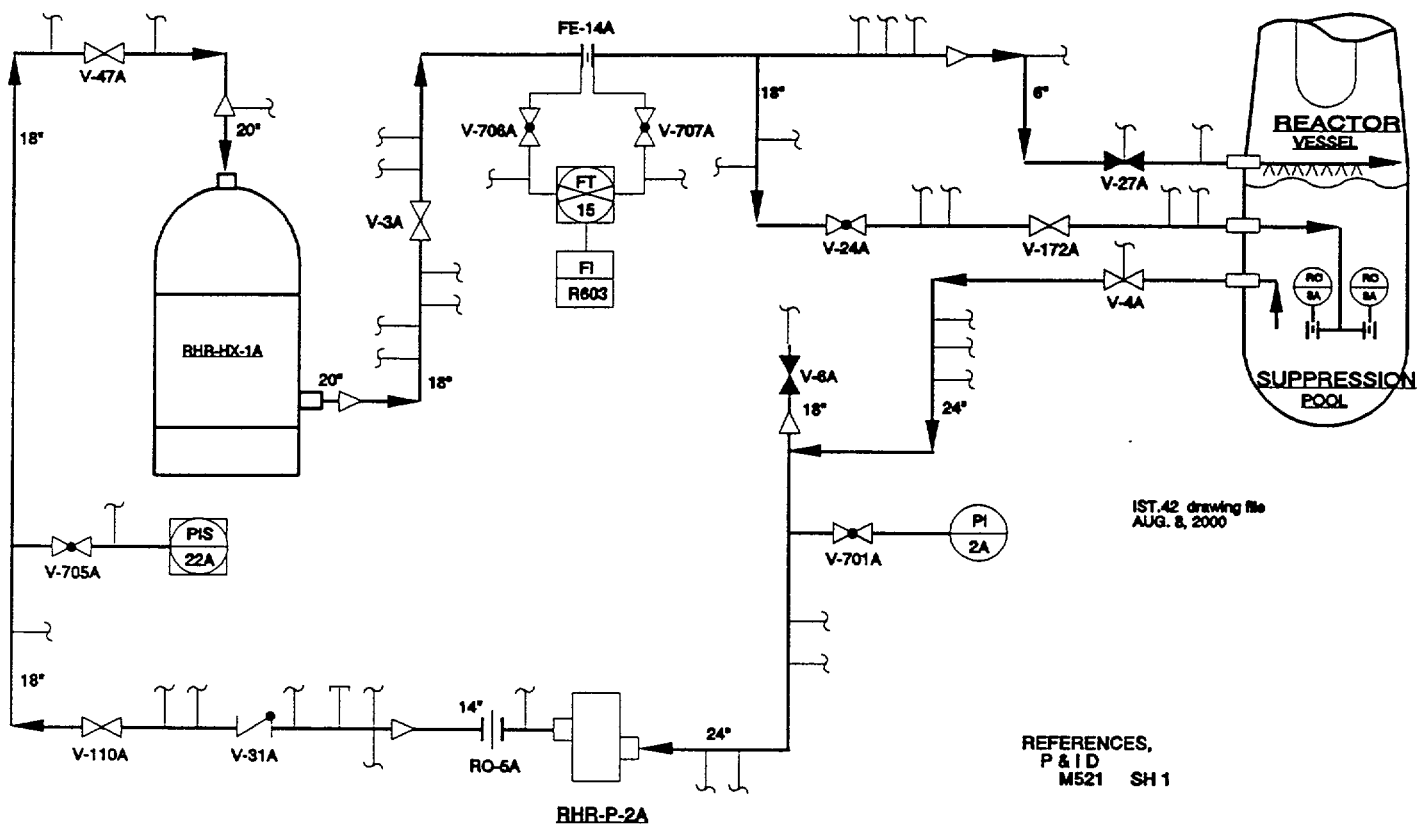 FE-14A
V-47A
18"
20"
18"
6"
V-706A
V-707A
REACTOR
VESSEL
V-27A
FT
15
V-3A
V-24A
V-172A
FI
R603
V-4A
RO
8A
RO
8A
RHR-HX-1A
20"
18"
V-6A
18"
24"
SUPPRESSION
POOL
IST.42 drawing file
AUG. 8, 2000
PIS
22A
V-705A
PI
2A
V-701A
18"
14"
24"
V-110A
V-31A
RO-5A
RHR-P-2A
REFERENCES,
P & I D
M521 SH 1